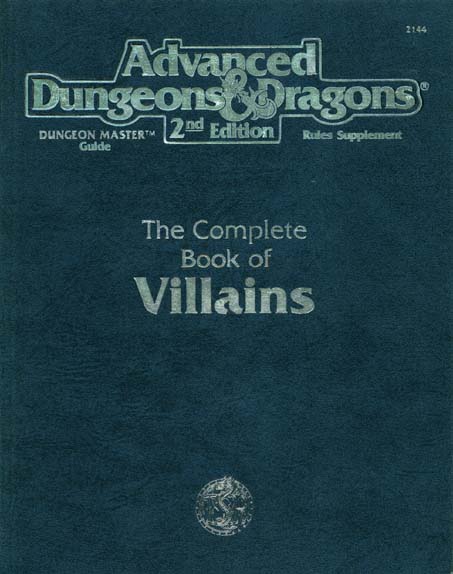 2144
Advanced
Dungeons & Dragons®
2nd Edition
DUNGEON MASTER™
Guide
Rules Supplement
The Complete
Book of
Villains